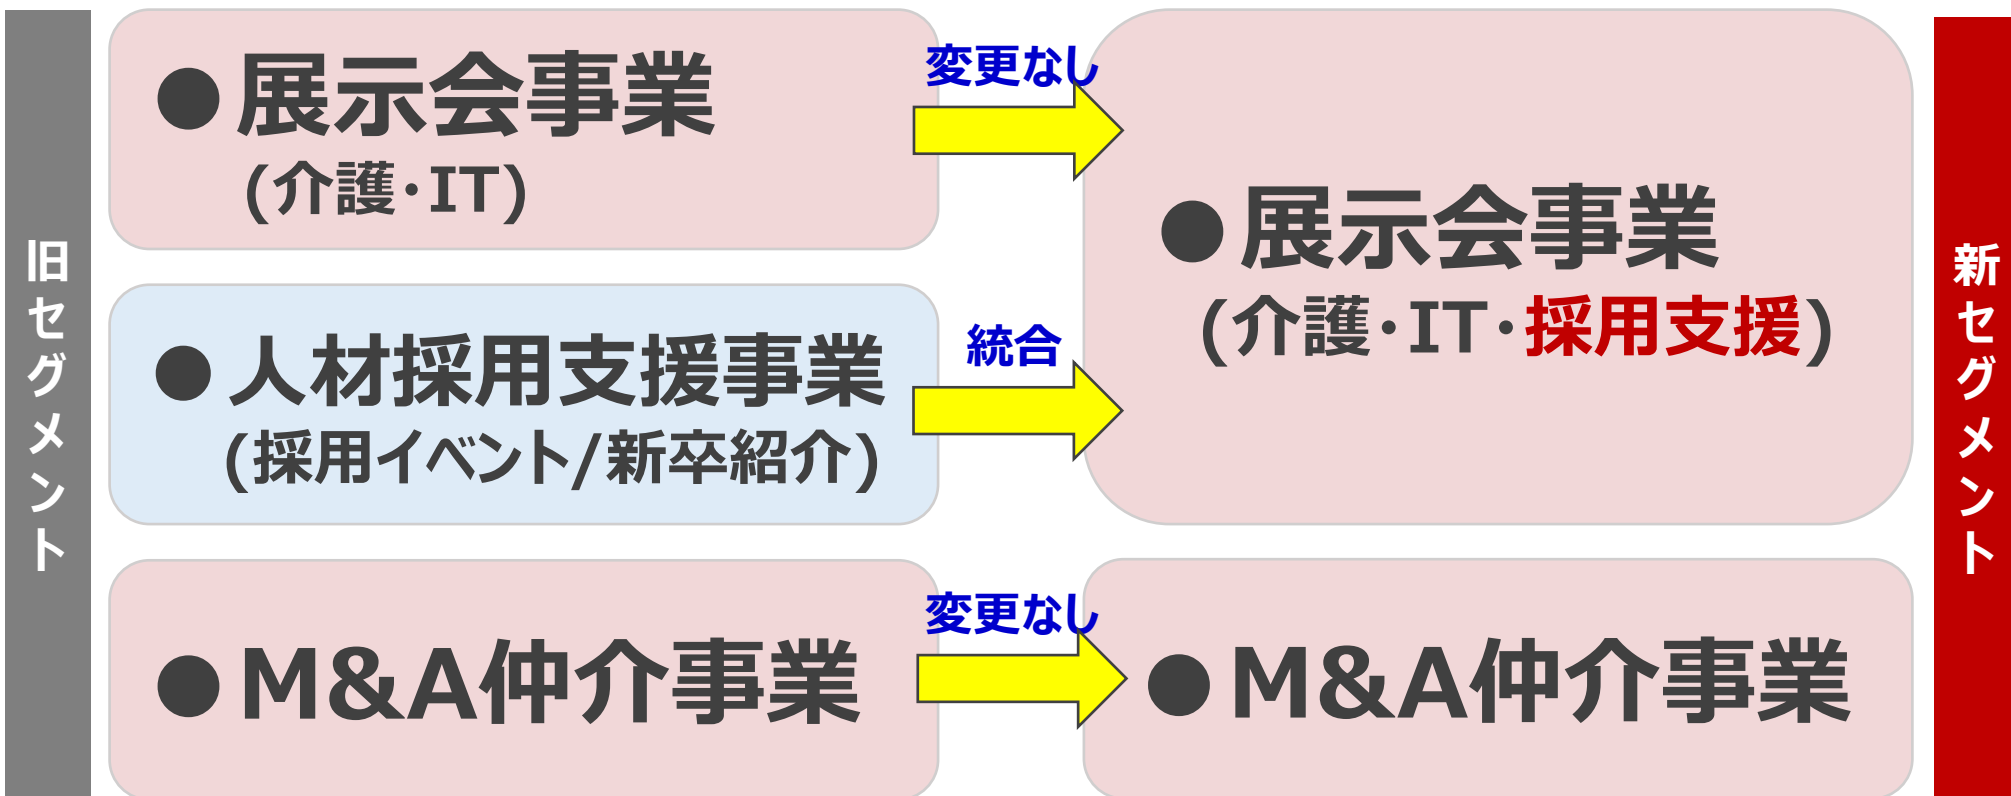 旧セグメント
●展示会事業
(介護･IT)
変更なし
●人材採用支援事業
(採用イベント/新卒紹介)
統合
●展示会事業
(介護･IT･採用支援)
●M&A仲介事業
変更なし
●M&A仲介事業
新セグメント